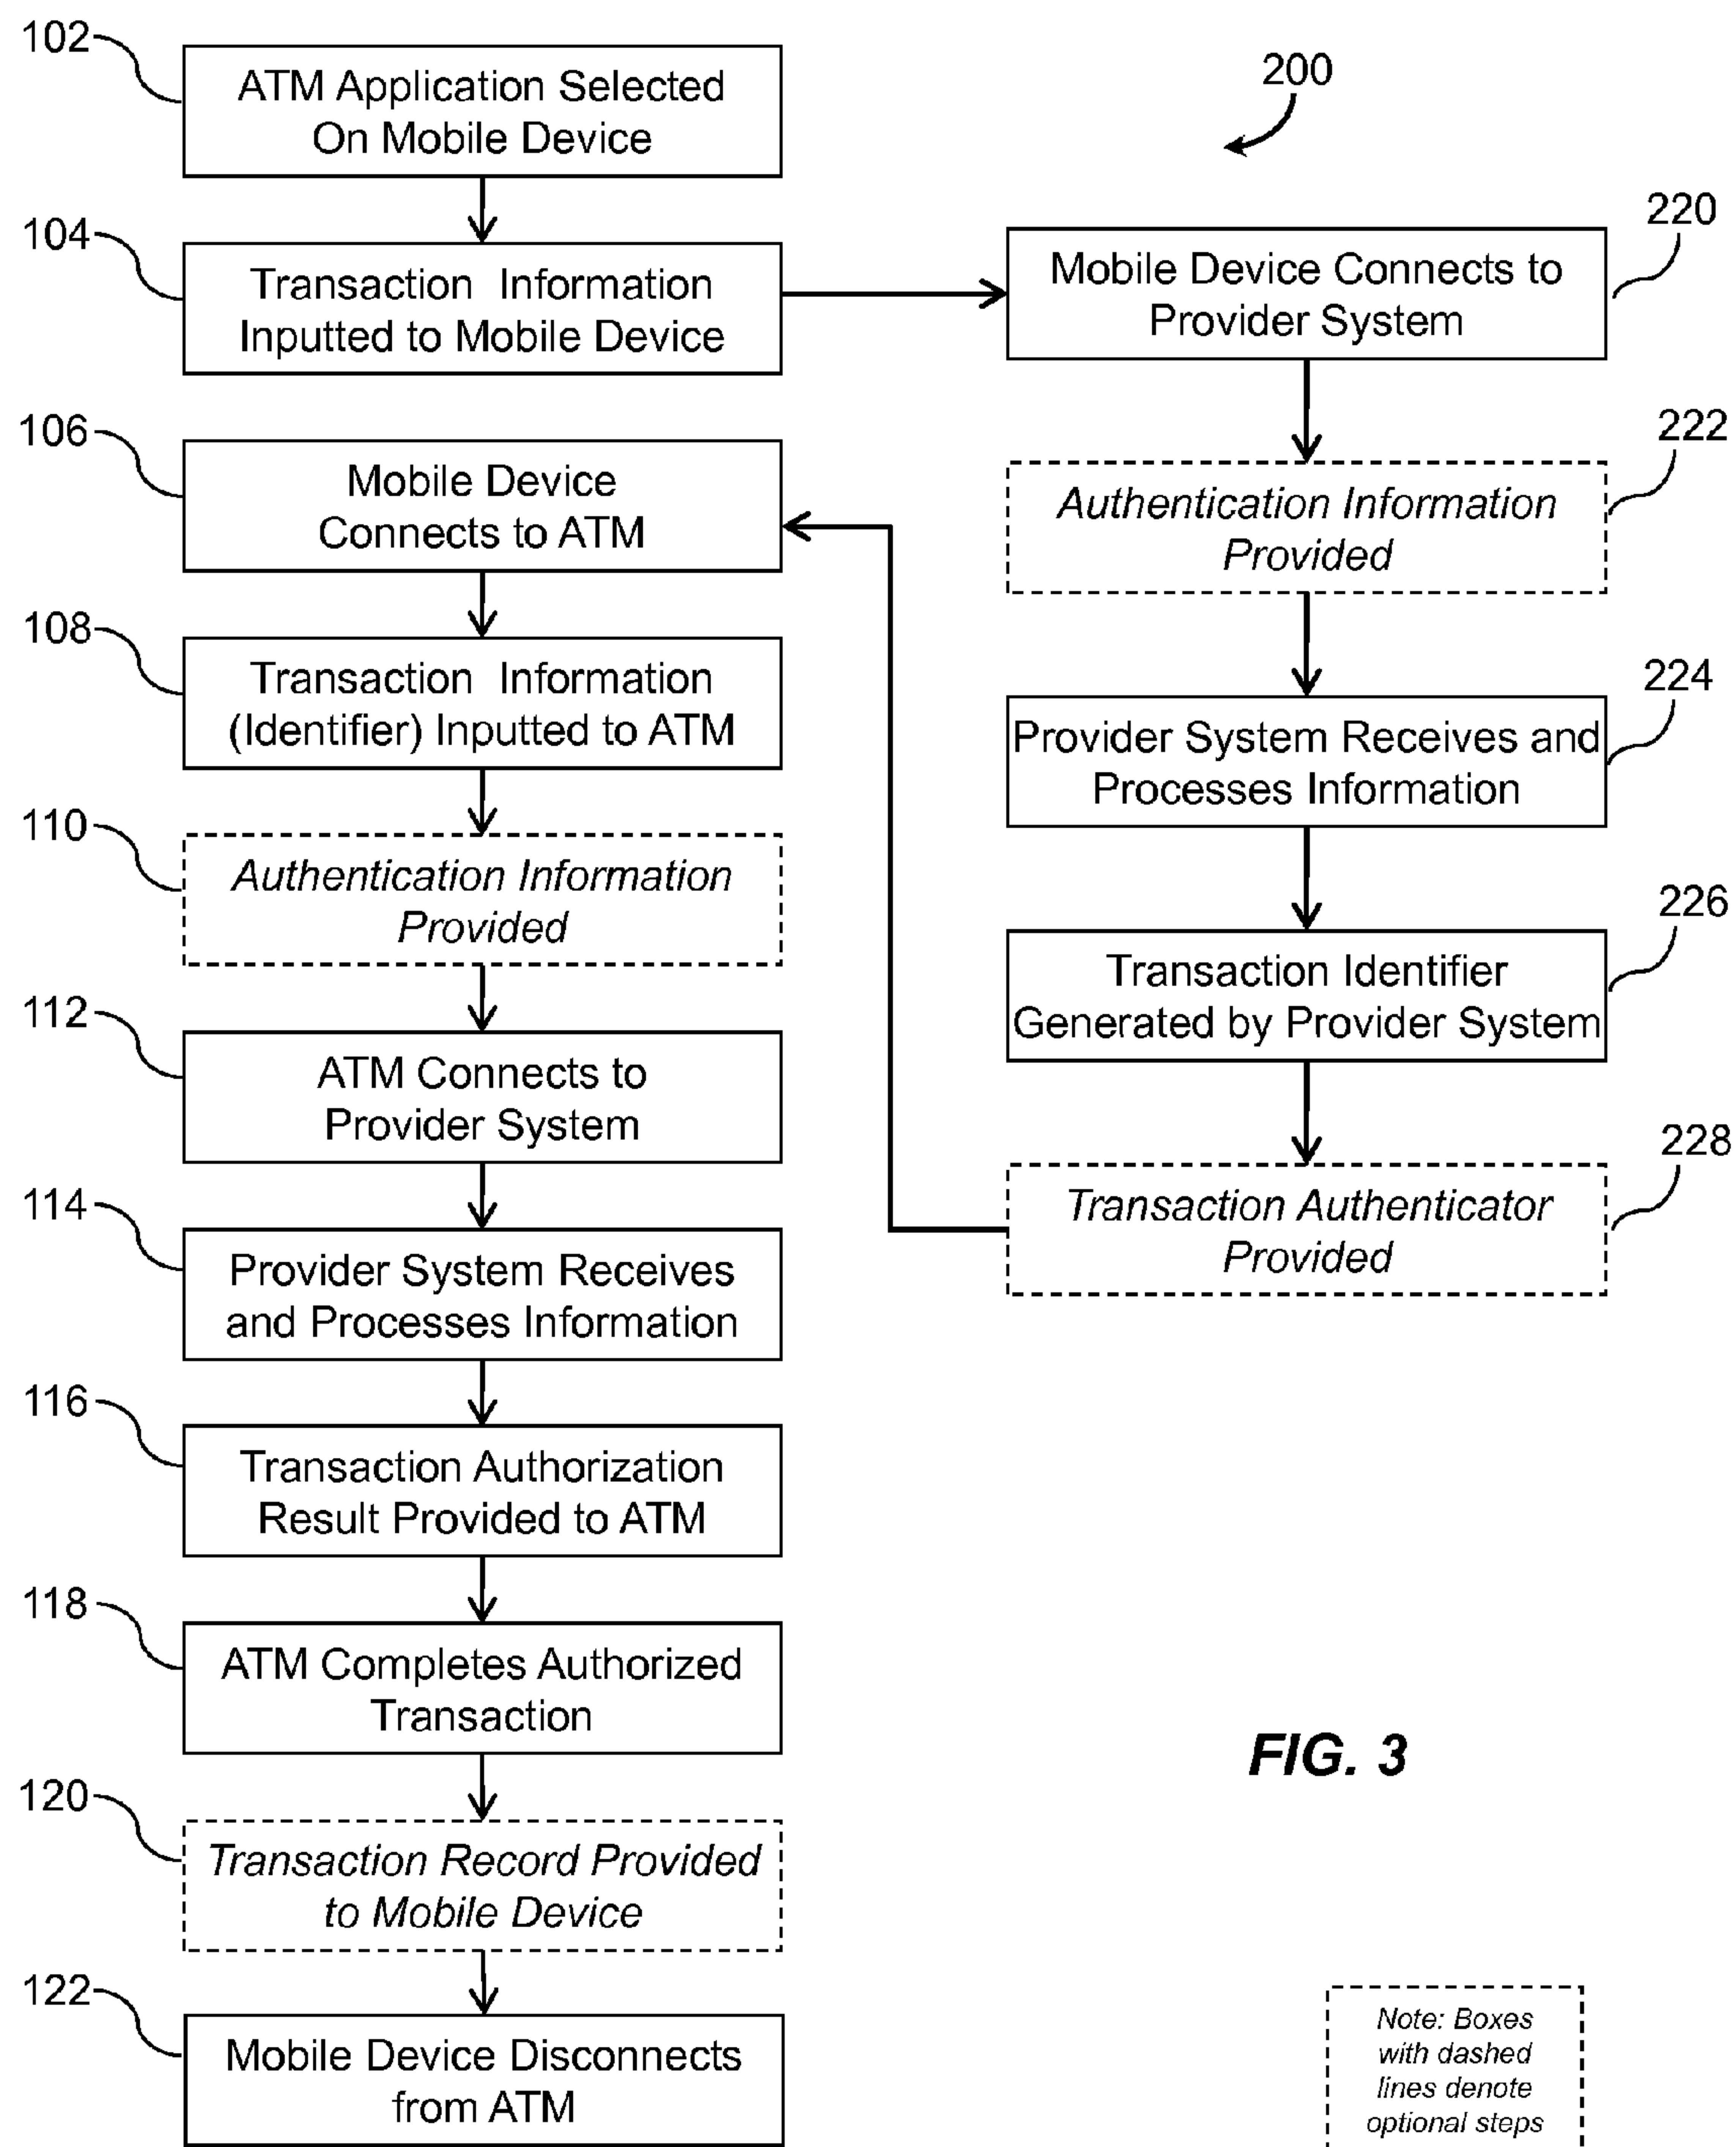 102
ATM Application Selected
On Mobile Device
104
Transaction Information
Inputted to Mobile Device
106
Mobile Device
Connects to ATM
108
Transaction Information
(Identifier) Inputted to ATM
110
Authentication Information
Provided
112
ATM Connects to
Provider System
114
Provider System Receives
and Processes Information
116
Transaction Authorization
Result Provided to ATM
118
ATM Completes Authorized
Transaction
120
Transaction Record Provided
to Mobile Device
122
Mobile Device Disconnects
from ATM
200
220
Mobile Device Connects to
Provider System
222
Authentication Information
Provided
224
Provider System Receives and
Processes Information
226
Transaction Identifier
Generated by Provider System
228
Transaction Authenticator
Provided
FIG. 3
Note: Boxes
with dashed
lines denote
optional steps